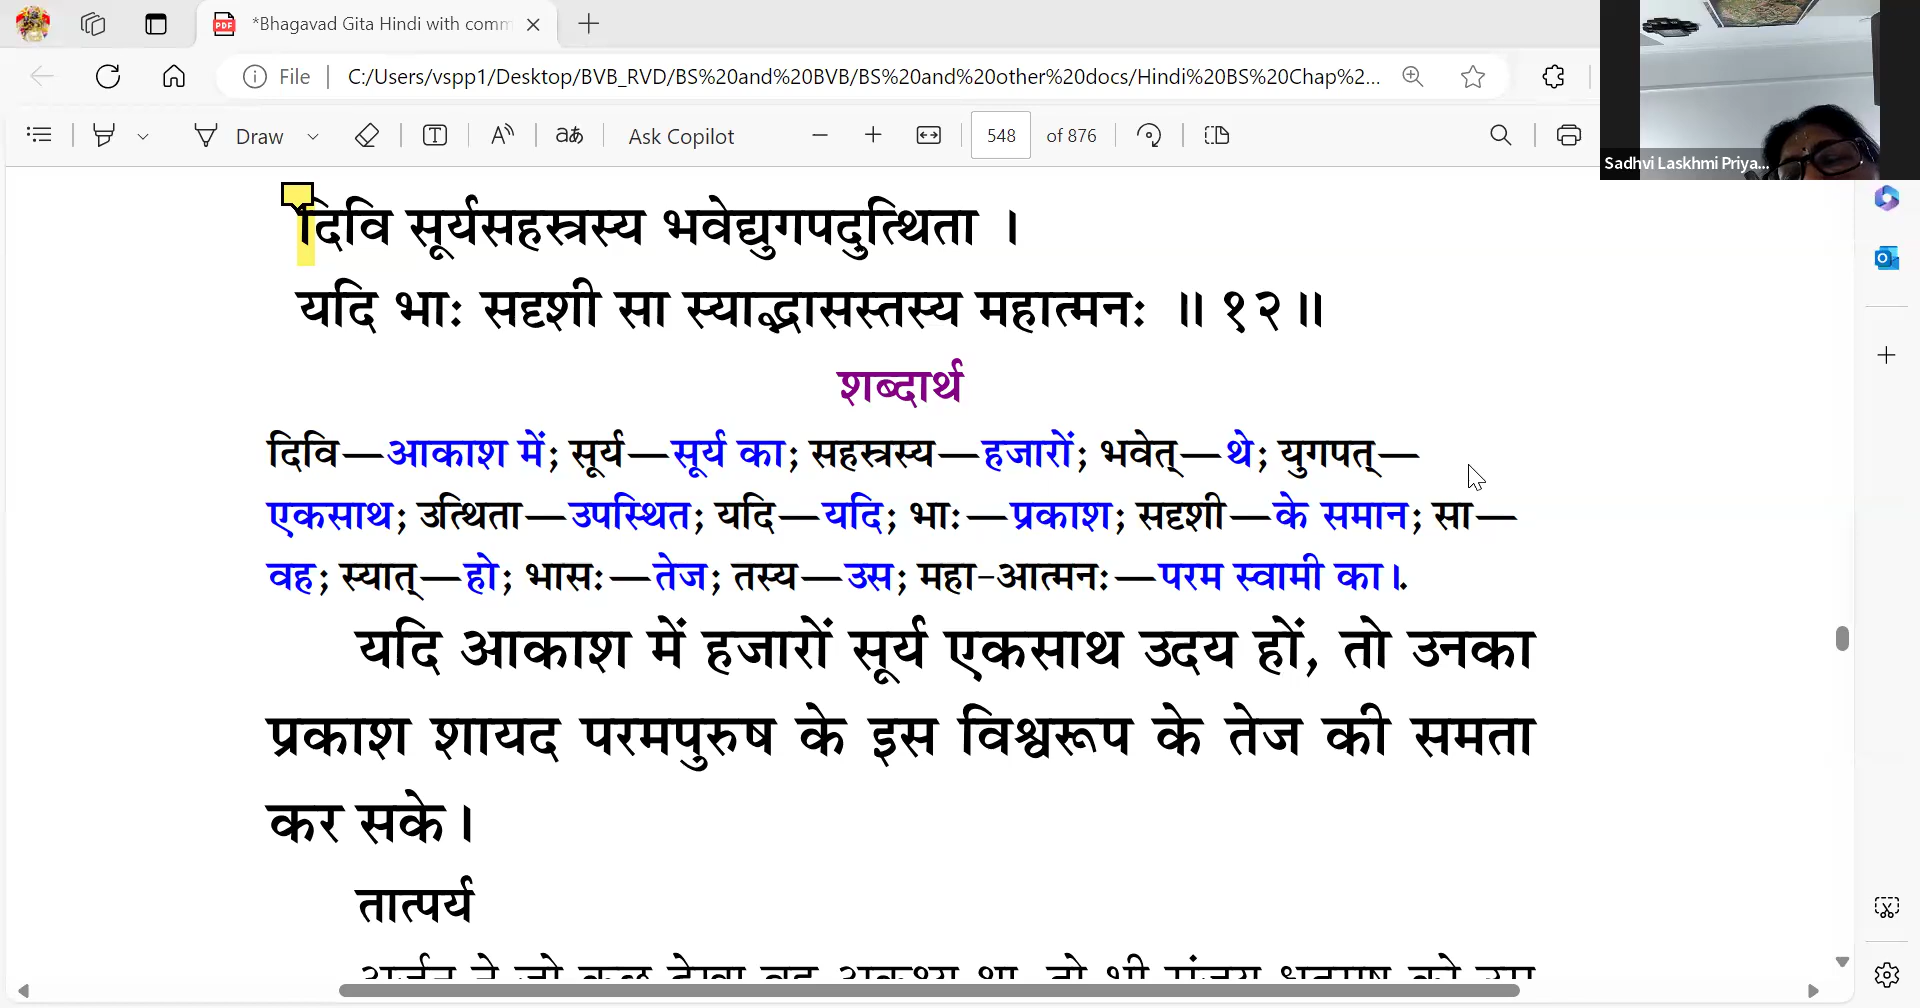 *Bhagavad Gita Hindi with comm
File
C:/Users/vspp1/Desktop/BVB_RVD/BS%20and%20BVB/BS%20and%20other%20docs/Hindi%20BS%20Chap%2...
Draw
Ask Copilot
548
of 876
Sadhvi Laskhmi Priya...
दिवि सूर्यसहस्त्रस्य भवेद्युगपदुत्थिता ।
यदि भाः सदृशी सा स्याद्भासस्तस्य महात्मनः ॥ १२ ॥
शब्दार्थ
दिवि—आकाश में; सूर्य—सूर्य का; सहस्त्रस्य—हजारों; भवेत्—थे; युगपत्—
एकसाथ; उत्थिता—उपस्थित; यदि—यदि; भाः—प्रकाश; सदृशी—के समान; सा—
वह; स्यात्—हो; भासः—तेज; तस्य—उस; महा-आत्मनः—परम स्वामी का।.
यदि आकाश में हजारों सूर्य एकसाथ उदय हों, तो उनका
प्रकाश शायद परमपुरुष के इस विश्वरूप के तेज की समता
कर सके।
तात्पर्य